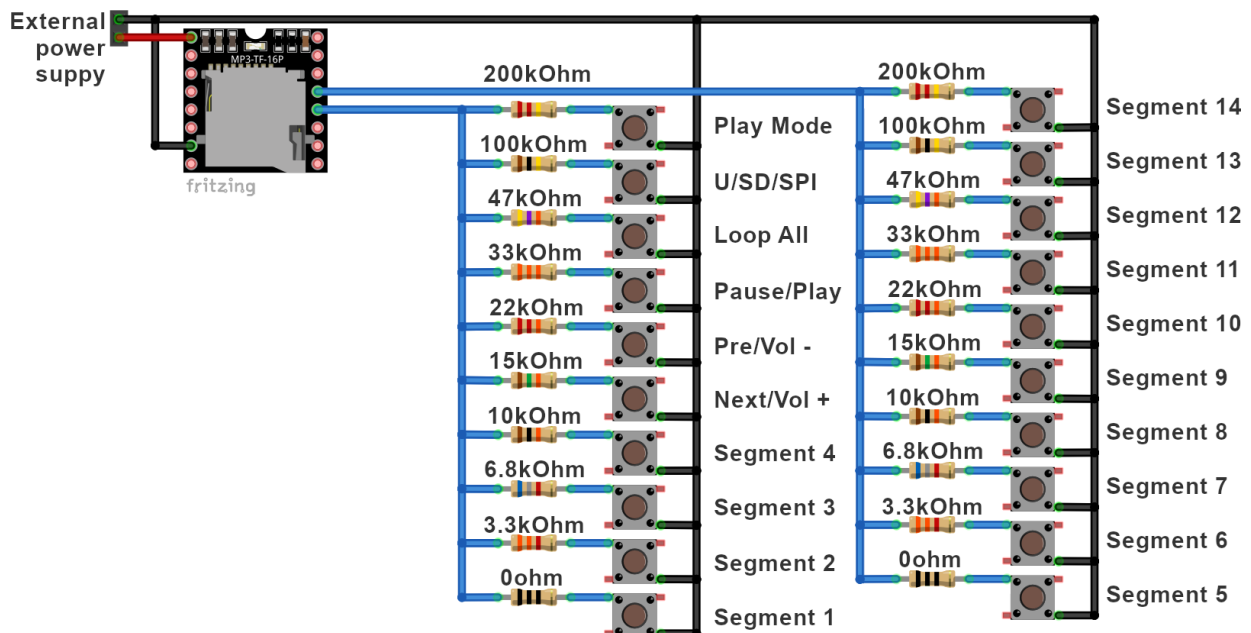 External
power
suppy
MP3-TF-16P
fritzing
200kOhm
Play Mode
100kOhm
U/SD/SPI
47kOhm
Loop All
33kOhm
Pause/Play
22kOhm
Pre/Vol -
15kOhm
Next/Vol +
10kOhm
Segment 4
6.8kOhm
Segment 3
3.3kOhm
Segment 2
0ohm
Segment 1
200kOhm
Segment 14
100kOhm
Segment 13
47kOhm
Segment 12
33kOhm
Segment 11
22kOhm
Segment 10
15kOhm
Segment 9
10kOhm
Segment 8
6.8kOhm
Segment 7
3.3kOhm
Segment 6
0ohm
Segment 5